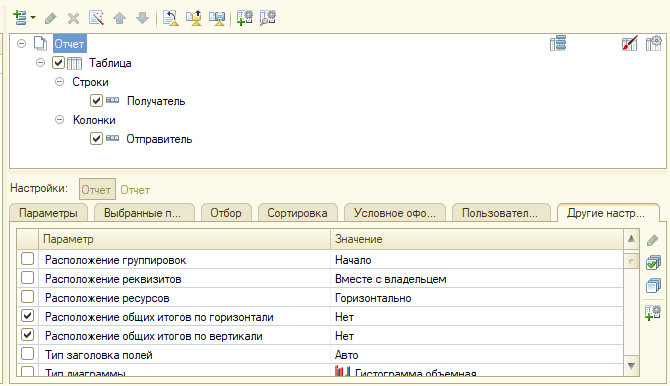 Отчет
Таблица
Строки
Получатель
Колонки
Отправитель
Настройки: Отчет Отчет
Параметры Выбранные п... Отбор Сортировка Условное офо... Пользовател... Другие настр...
Параметр Значение
Расположение группировок Начало
Расположение реквизитов Вместе с владельцем
Расположение ресурсов Горизонтально
Расположение общих итогов по горизонтали Нет
Расположение общих итогов по вертикали Нет
Тип заголовка полей Авто
Тип диаграммы Гистограмма объемная